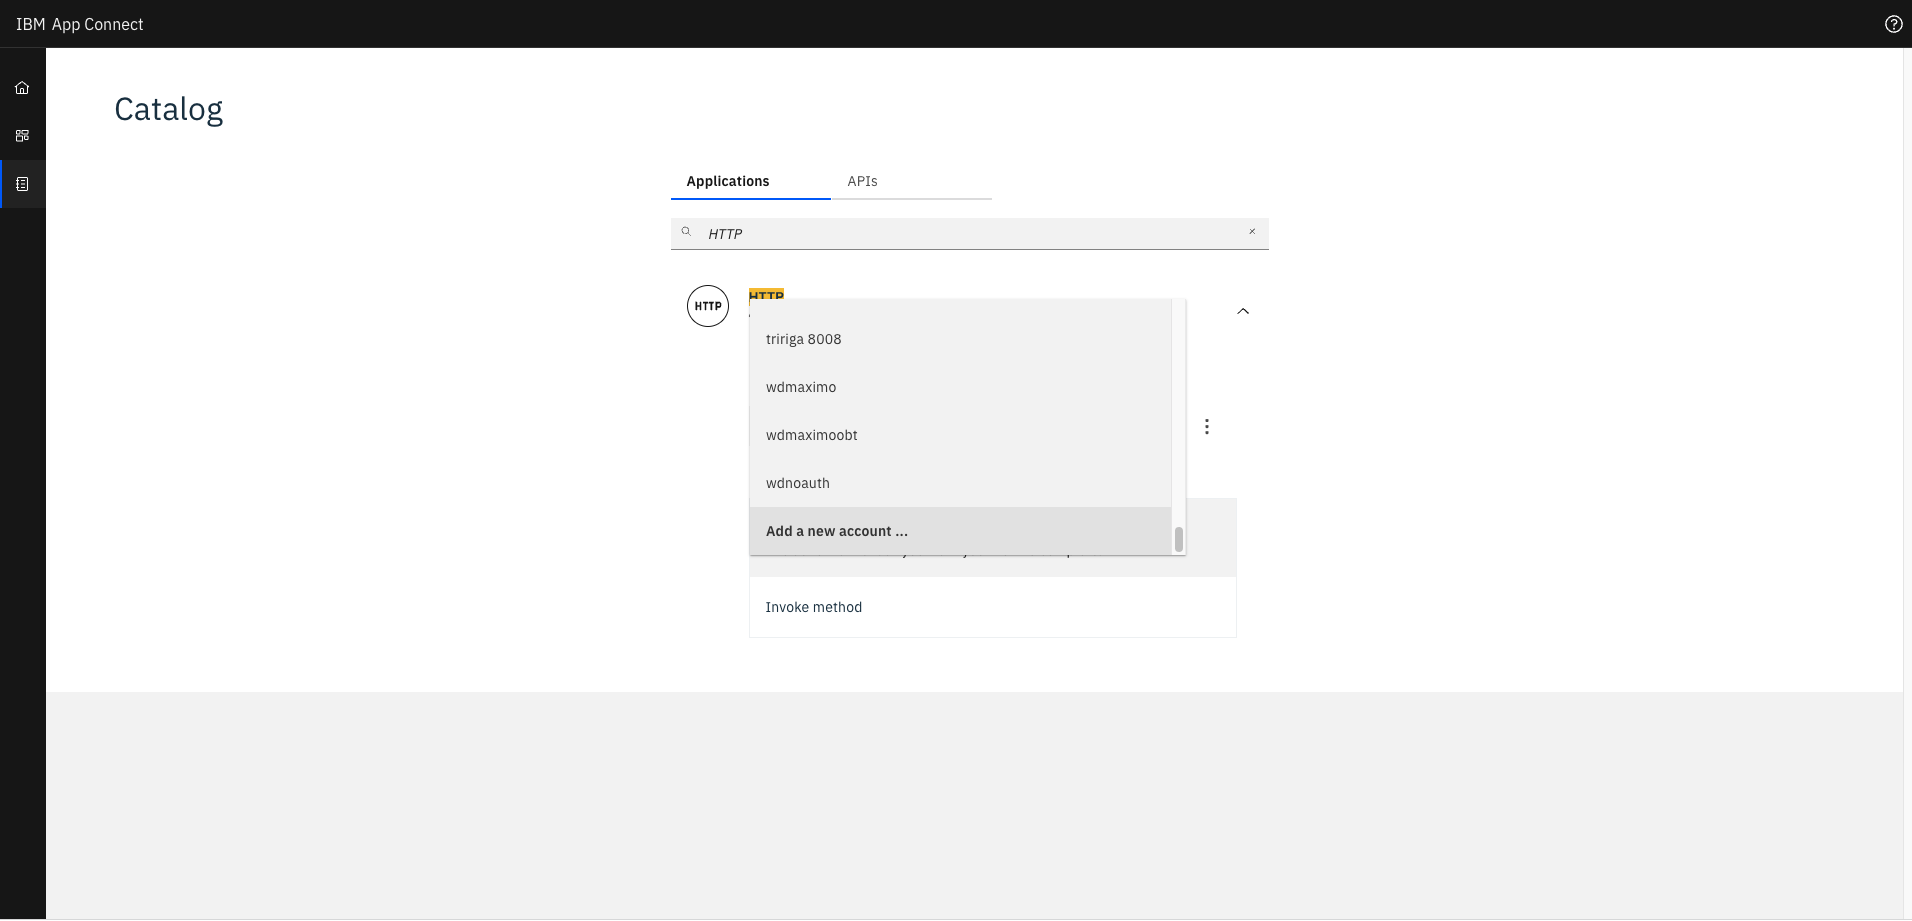 IBM App Connect
Catalog
Applications
APIs
HTTP
HTTP
HTTP
tririga 8008
wdmaximo
wdmaximoobt
wdnoauth
Add a new account ...
Invoke method